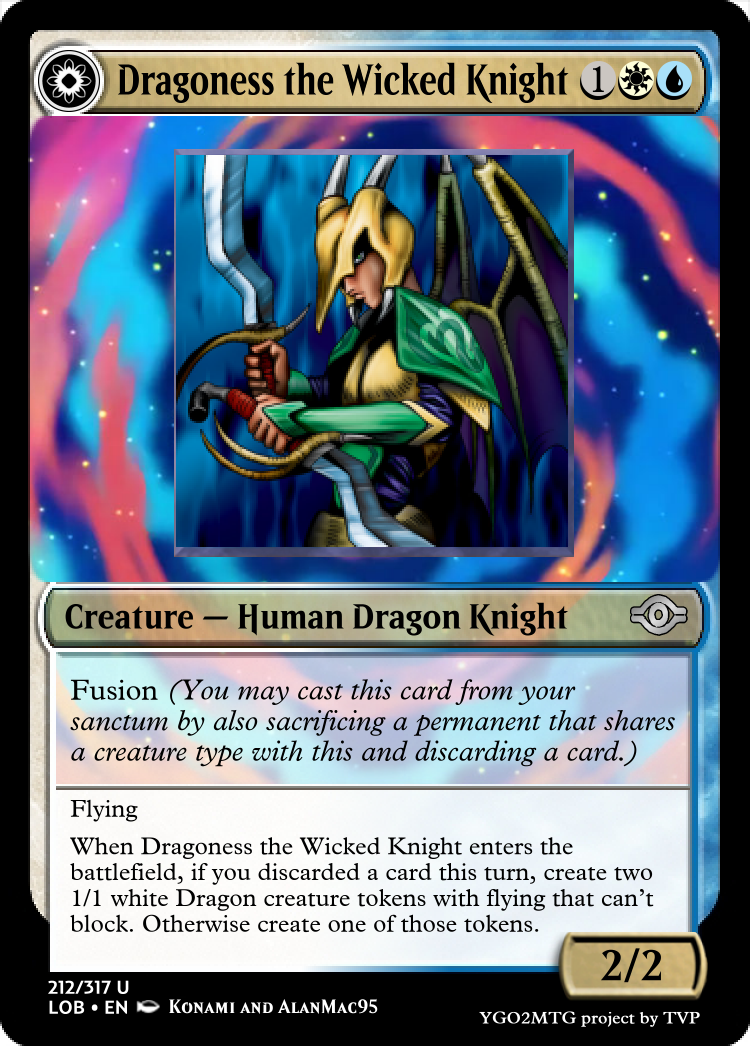 Dragoness the Wicked Knight 1
Creature — Human Dragon Knight
Fusion (You may cast this card from your
sanctum by also sacrificing a permanent that shares
a creature type with this and discarding a card.)
Flying
When Dragoness the Wicked Knight enters the
battlefield, if you discarded a card this turn, create two
1/1 white Dragon creature tokens with flying that can't
block. Otherwise create one of those tokens.
2/2
212/317 U
LOB • EN Konami and AlanMac95
YGO2MTG project by TVP